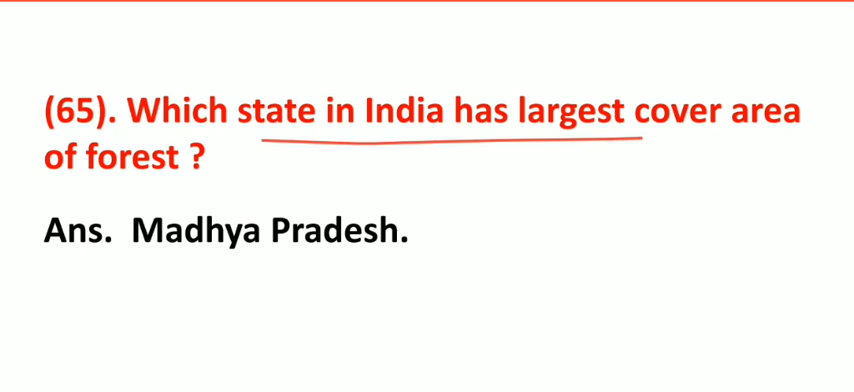 (65). Which state in India has largest cover area
of forest ?
Ans.  Madhya Pradesh.